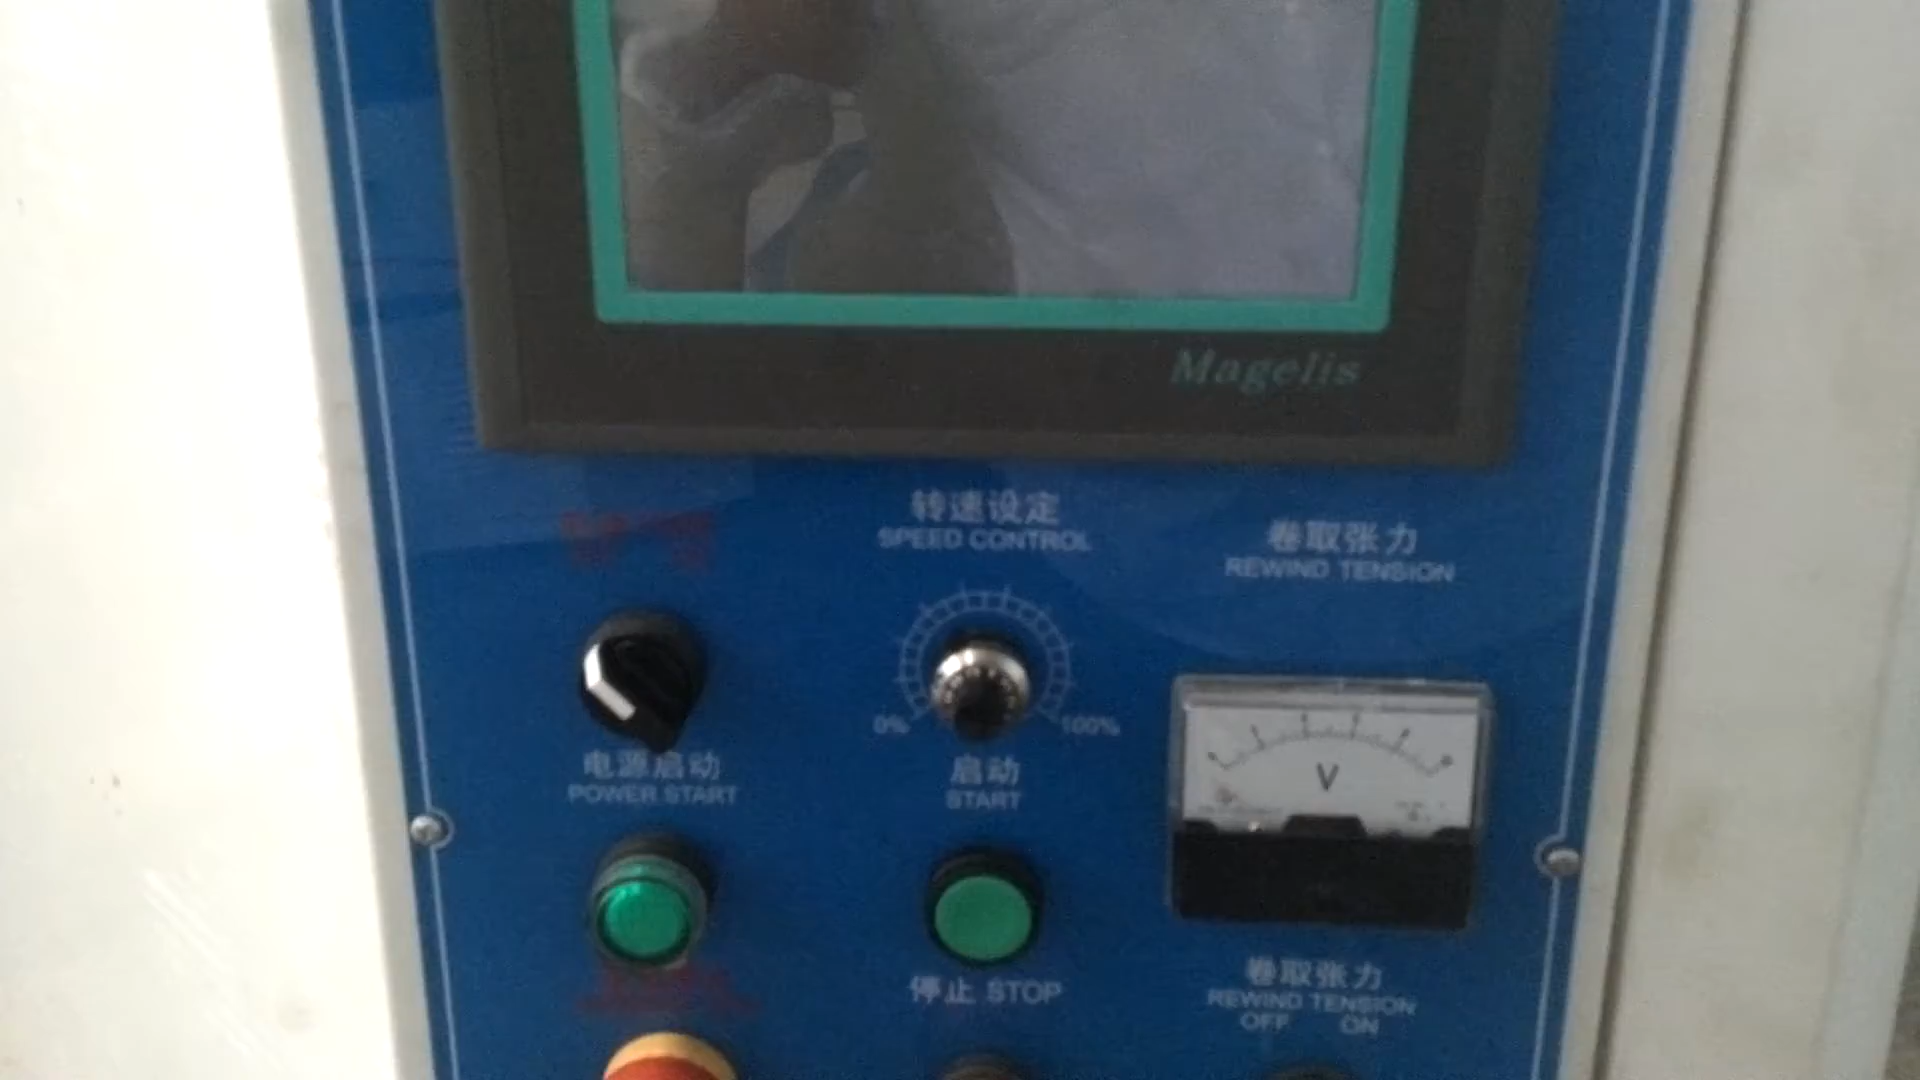 Magelis
转速设定
SPEED CONTROL
卷取张力
REWIND TENSION
0%
100%
电源启动
POWER START
启动
START
V
停止 STOP
卷取张力
REWIND TENSION
OFF ON